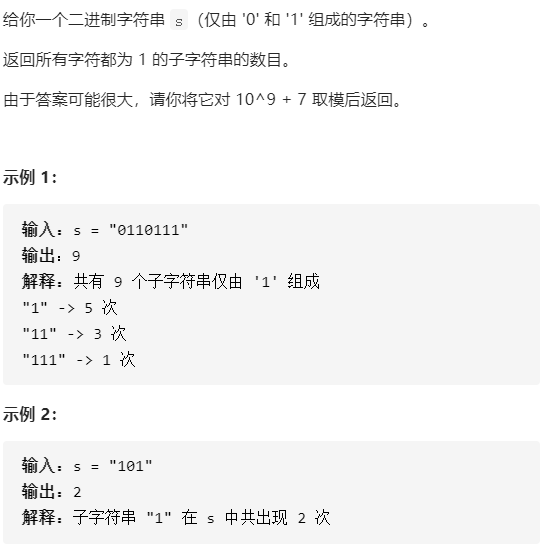 给你一个二进制字符串 s（仅由 '0' 和 '1' 组成的字符串）。
返回所有字符都为 1 的子字符串的数目。
由于答案可能很大，请你将它对 10^9 + 7 取模后返回。
示例 1：
输入：s = "0110111"
输出：9
解释：共有 9 个子字符串仅由 '1' 组成
"1" -> 5 次
"11" -> 3 次
"111" -> 1 次
示例 2：
输入：s = "101"
输出：2
解释：子字符串 "1" 在 s 中共出现 2 次